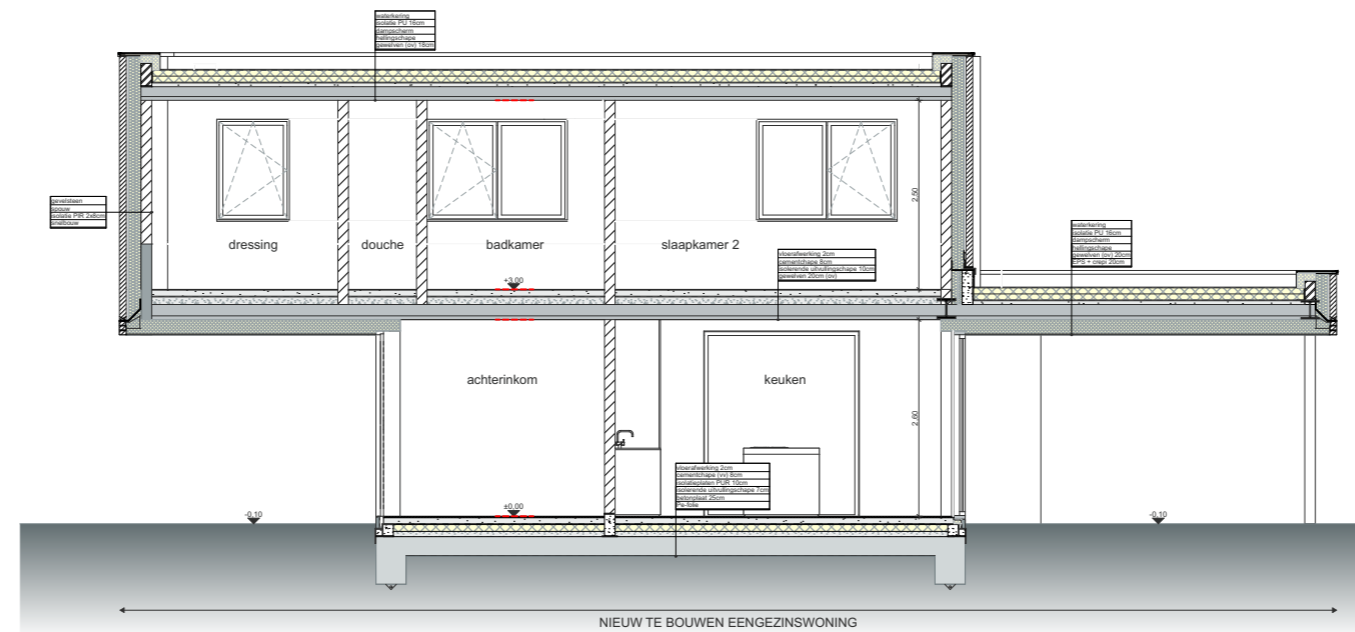 waterkering
isolatie PU 16cm
dampscherm
hellingschape
gewelven (ov) 18cm
gevelsteen
spouw
isolatie PIR 2x8cm
snelbouw
2.50
dressing
douche
badkamer
slaapkamer 2
waterkering
isolatie PU 16cm
dampscherm
hellingschape
gewelven (ov) 20cm
EPS + crepi 20cm
vloerafwerking 2cm
cementchape 8cm
isolerende uitvullingschape 10cm
gewelven 20cm (ov)
+3.00
achterinkom
keuken
2.60
vloerafwerking 2cm
cementchape (vv) 8cm
isolatieplaten PUR 10cm
isolerende uitvullingschape 7cm
betonplaat 25cm
Pe-folie
±0.00
-0.10
-0.10
NIEUW TE BOUWEN EENGEZINSWONING